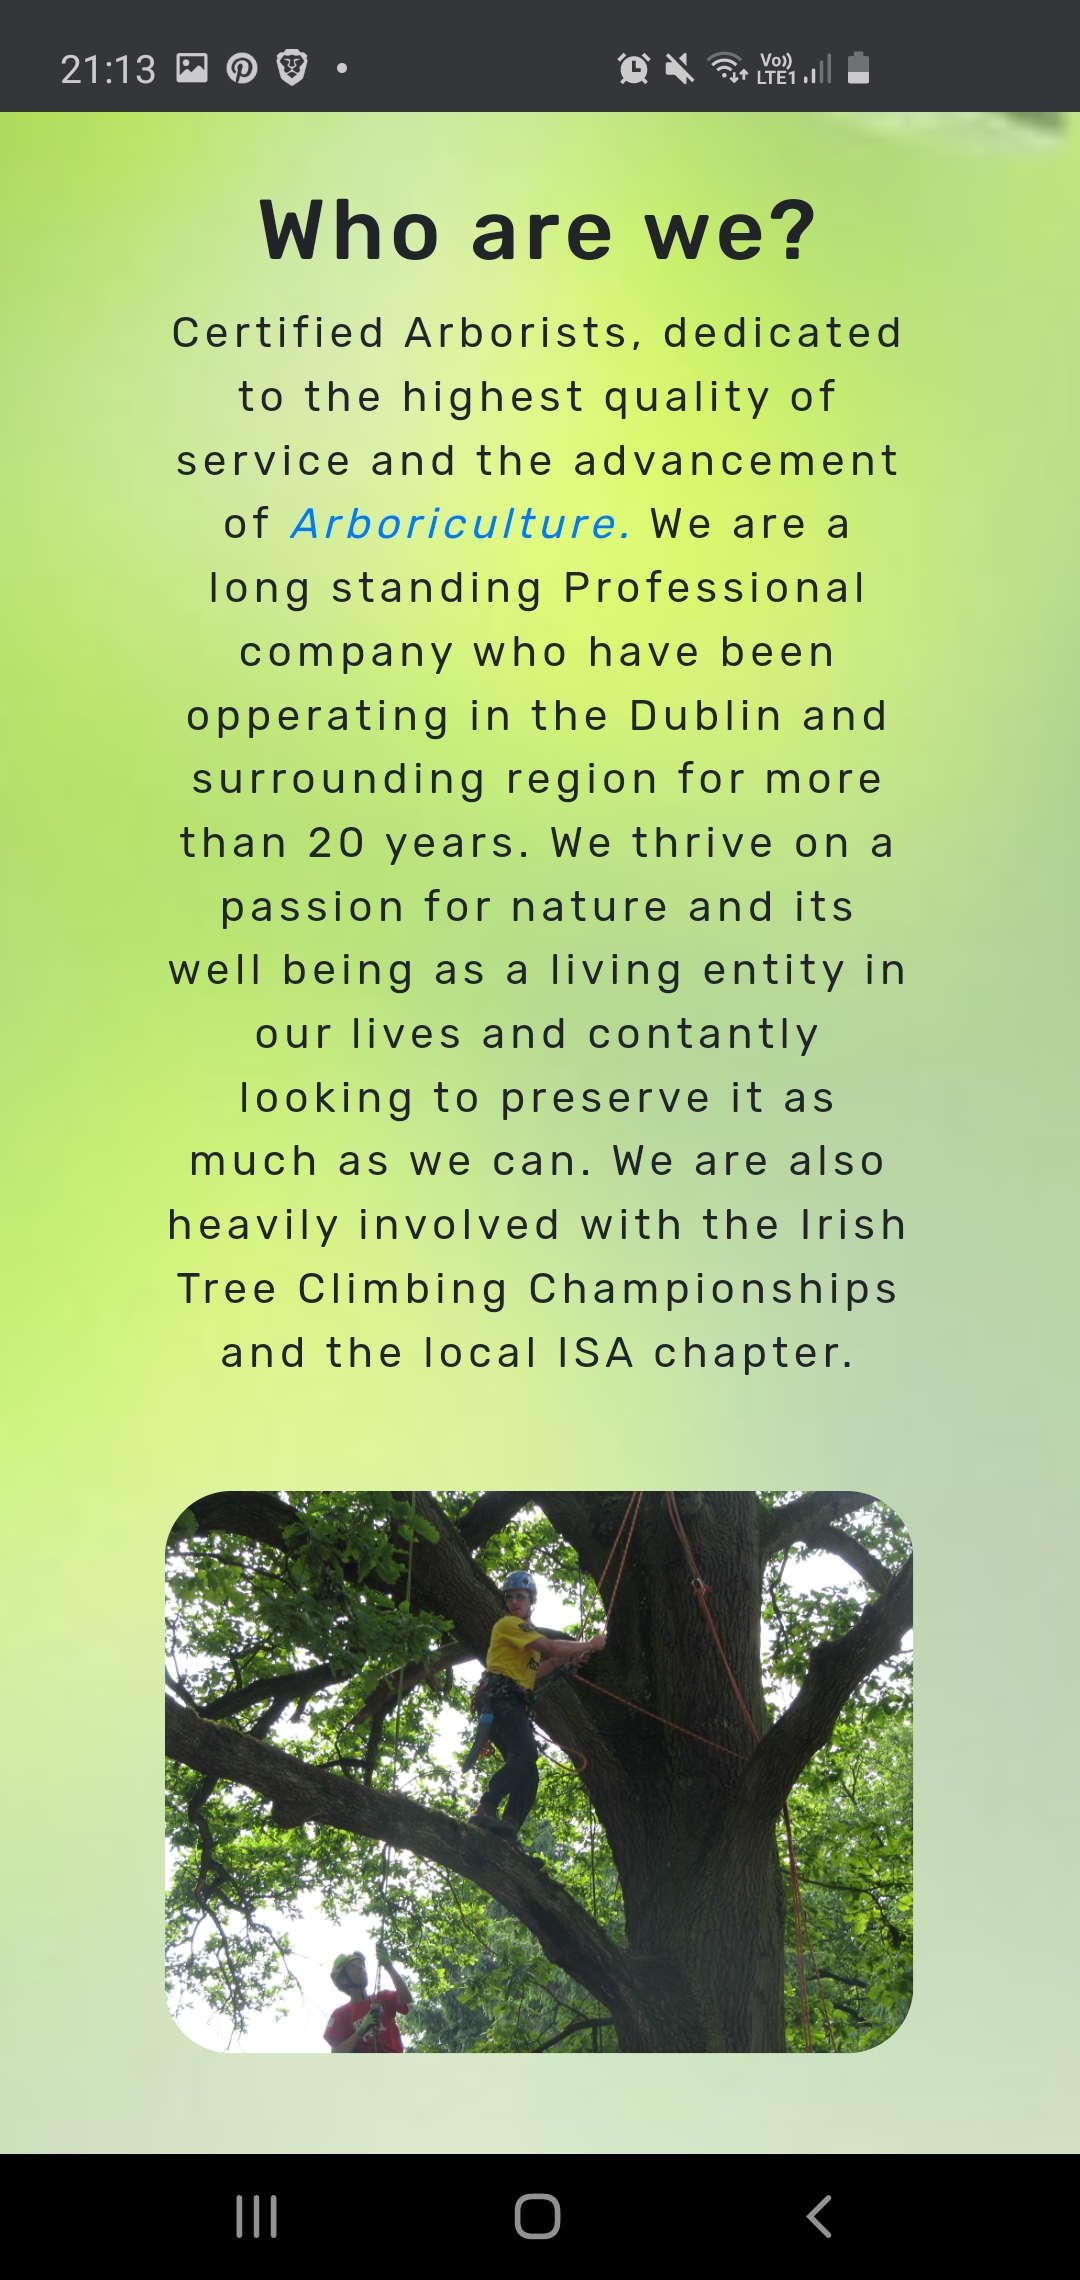 21:13
Vo))
LTE1
Who are we?
Certified Arborists, dedicated
to the highest quality of
service and the advancement
of Arboriculture. We are a
long standing Professional
company who have been
opperating in the Dublin and
surrounding region for more
than 20 years. We thrive on a
passion for nature and its
well being as a living entity in
our lives and contantly
looking to preserve it as
much as we can. We are also
heavily involved with the Irish
Tree Climbing Championships
and the local ISA chapter.